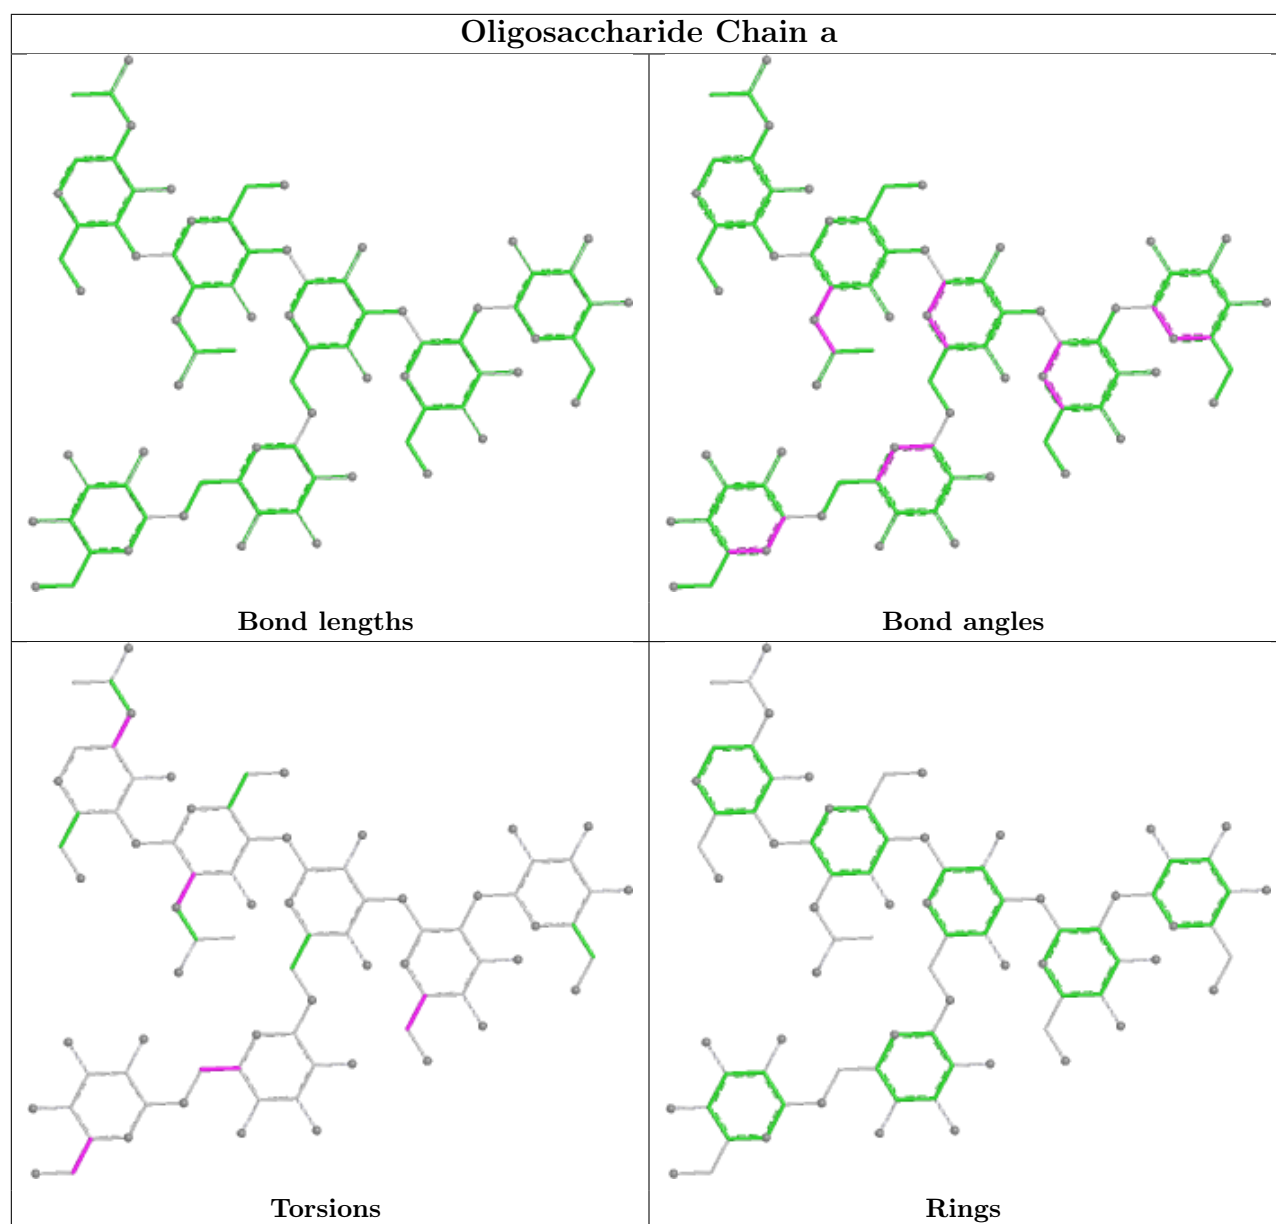 Oligosaccharide Chain a
Bond lengths
Bond angles
Torsions
Rings